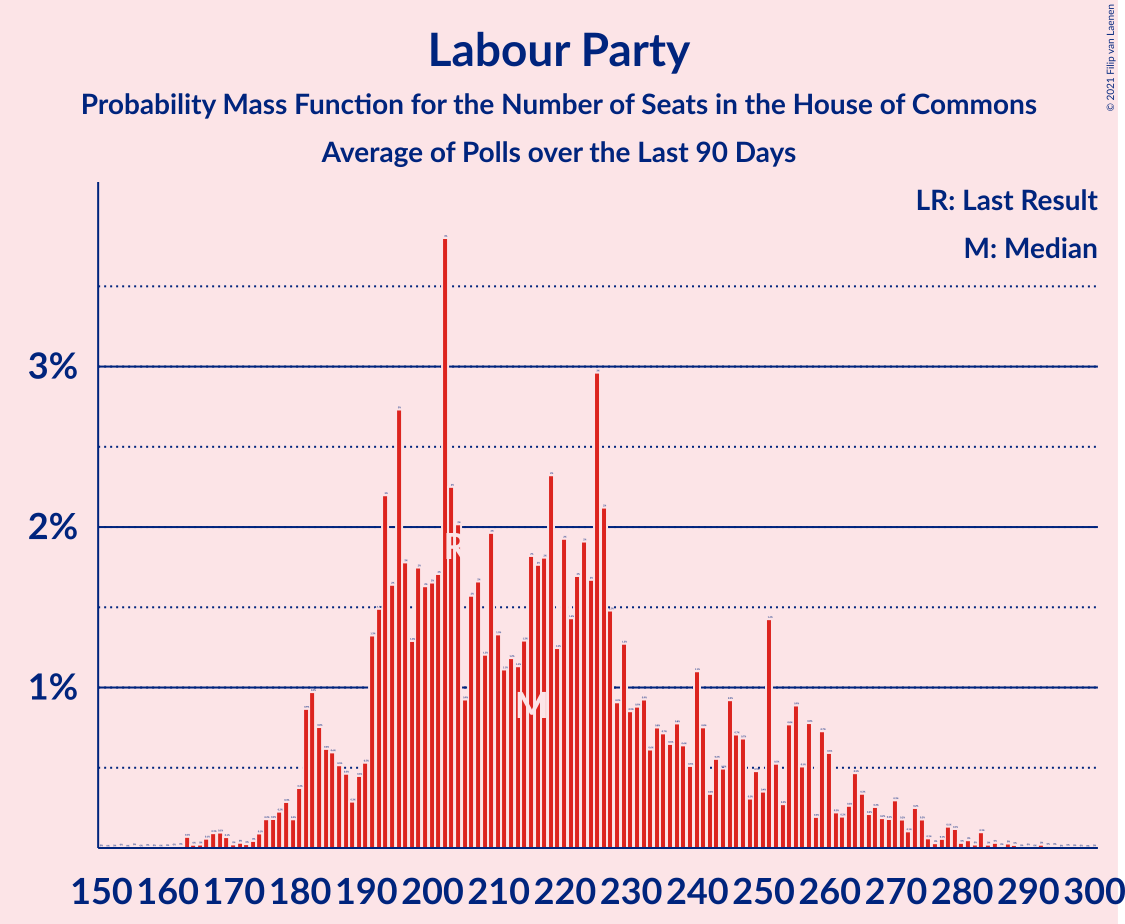 Labour Party
Probability Mass Function for the Number of Seats in the House of Commons
Average of Polls over the Last 90 Days
© 2021 Filip van Laenen
LR: Last Result
M: Median
3%
2%
1%
M
150 160 170 180 190 200 210 220 230 240 250 260 270 280 290 300